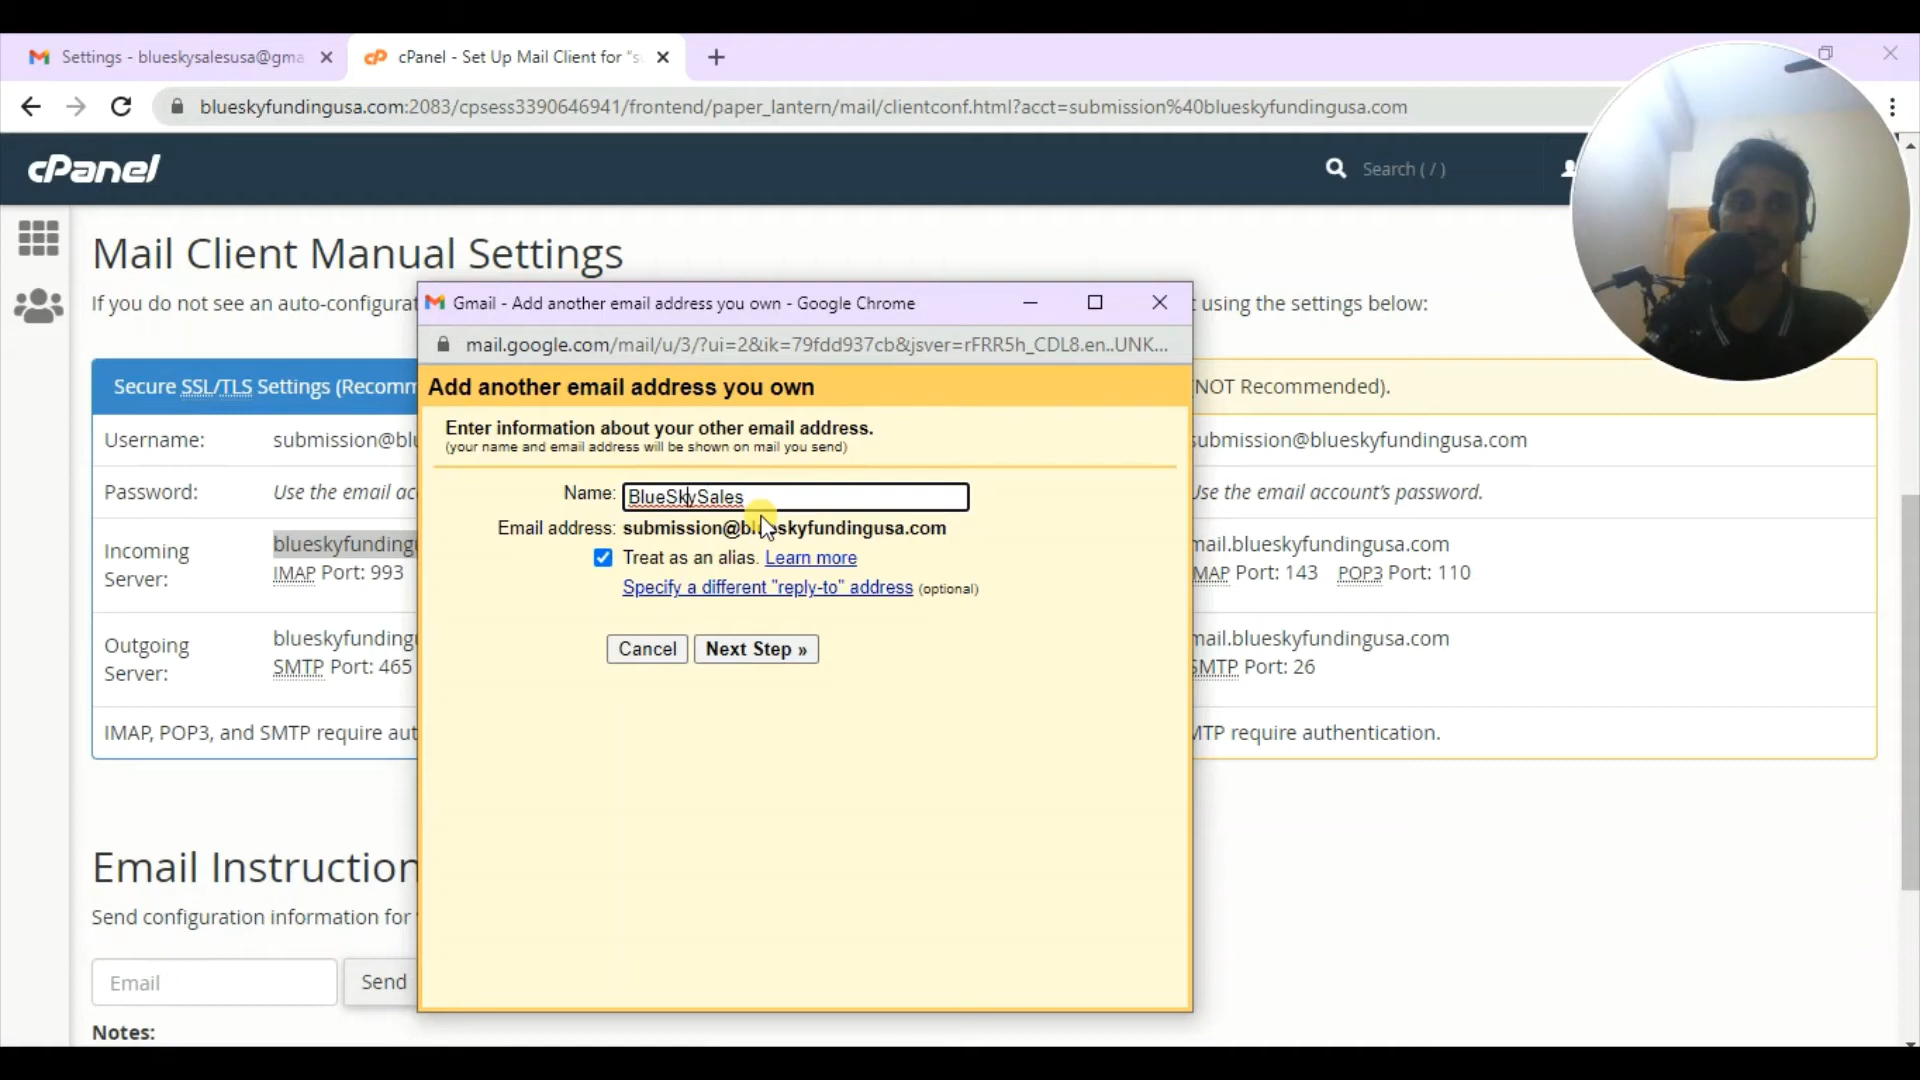 Settings - blueskysalesusa@gma
cPanel - Set Up Mail Client for "s
blueskyfundingusa.com:2083/cpsess3390646941/frontend/paper_lantern/mail/clientconf.html?acct=submission%40blueskyfundingusa.com
cPanel
Search ( / )
Mail Client Manual Settings
If you do not see an auto-configurat
t using the settings below:
Gmail - Add another email address you own - Google Chrome
mail.google.com/mail/u/3/?ui=2&ik=79fdd937cb&jsver=rFRR5h_CDL8.en..UNK...
Secure SSL/TLS Settings (Recomm
(NOT Recommended).
Add another email address you own
Enter information about your other email address.
(your name and email address will be shown on mail you send)
Username:
submission@blu
submission@blueskyfundingusa.com
Password:
Use the email ac
Use the email account's password.
Name:
BlueSkySales
Email address:
submission@blueskyfundingusa.com
Treat as an alias. Learn more
Specify a different "reply-to" address (optional)
Cancel
Next Step »
Incoming Server:
blueskyfunding
IMAP Port: 993
mail.blueskyfundingusa.com
IMAP Port: 143 POP3 Port: 110
Outgoing Server:
blueskyfunding
SMTP Port: 465
mail.blueskyfundingusa.com
SMTP Port: 26
IMAP, POP3, and SMTP require aut
MTP require authentication.
Email Instruction
Send configuration information for
Email
Send
Notes: